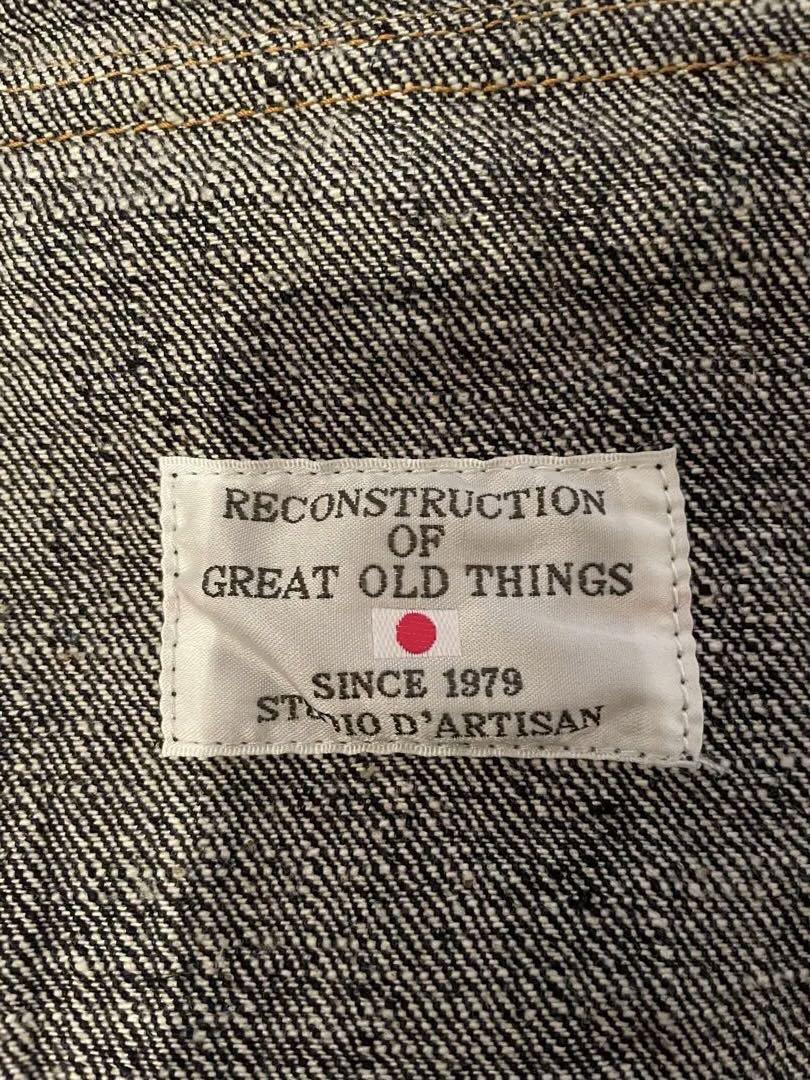 RECONSTRUCTION
OF
GREAT OLD THINGS
SINCE 1979
STUDIO D'ARTISAN